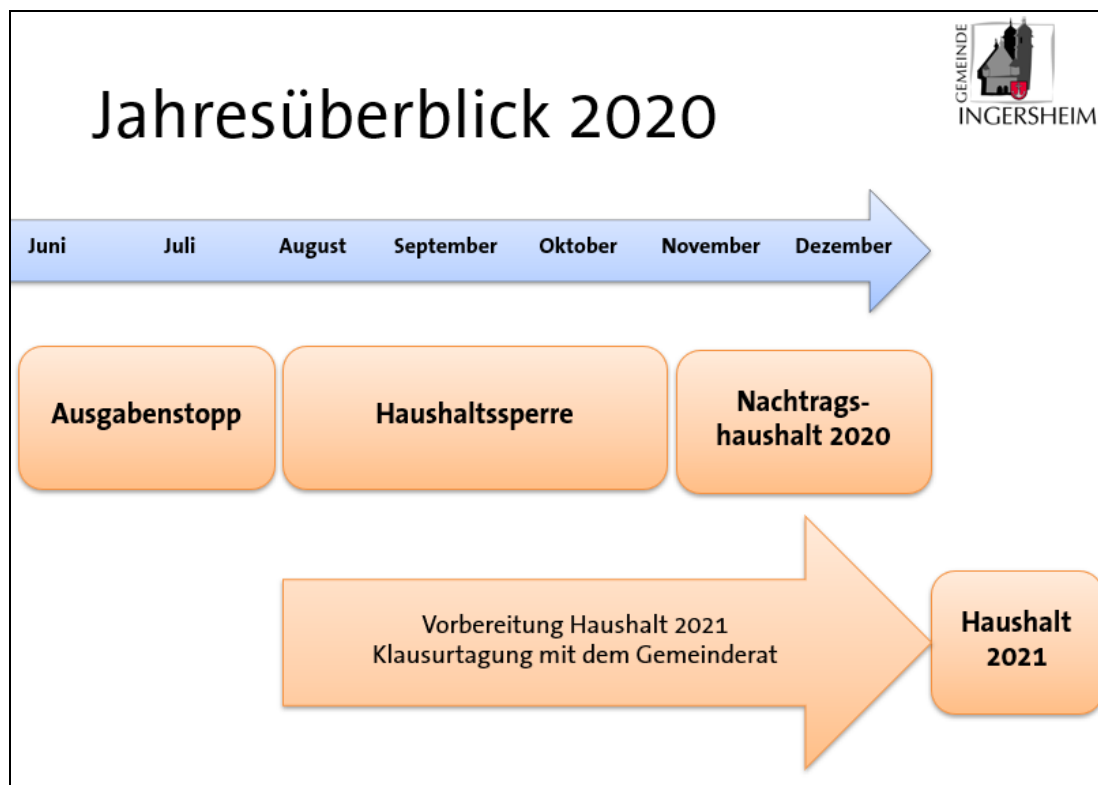 Jahresüberblick 2020
GEMEINDE
INGERSHEIM
Juni Juli August September Oktober November Dezember
Ausgabenstopp
Haushaltssperre
Nachtrags-
haushalt 2020
Vorbereitung Haushalt 2021
Klausurtagung mit dem Gemeinderat
Haushalt
2021